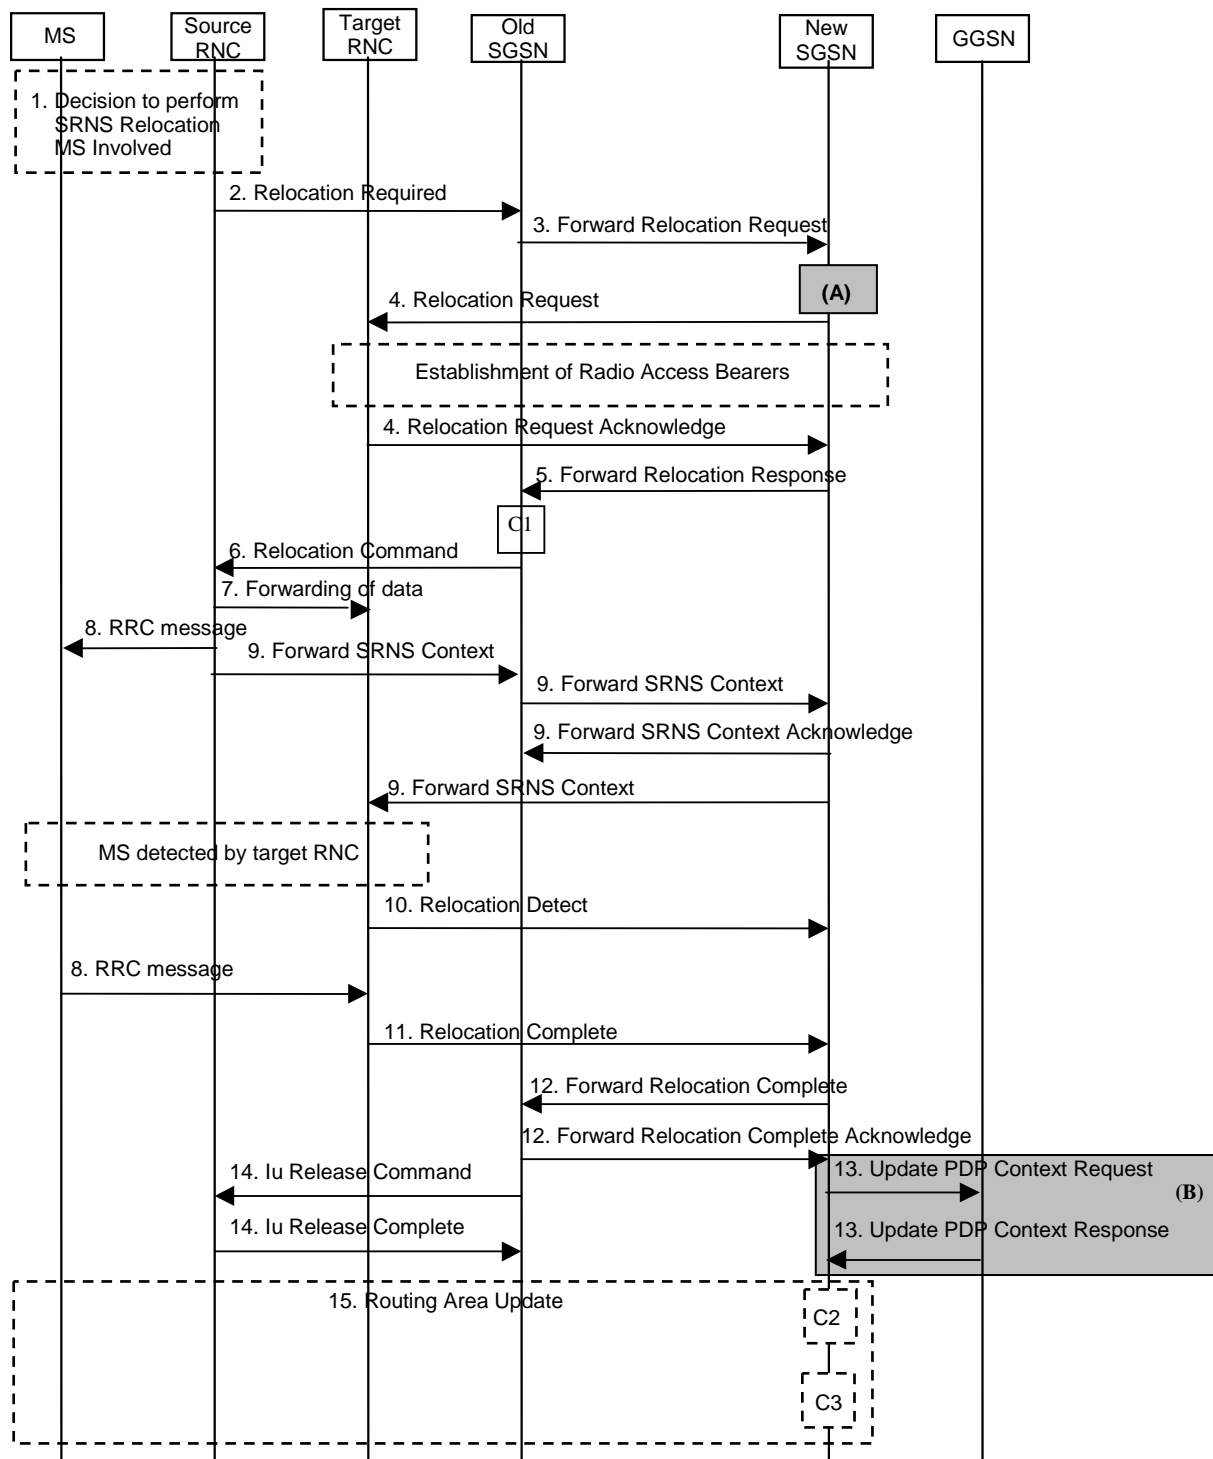 MS
Source
RNC
Target
RNC
Old
SGSN
New
SGSN
GGSN
1. Decision to perform
SRNS Relocation
MS Involved
2. Relocation Required
3. Forward Relocation Request
(A)
4. Relocation Request
Establishment of Radio Access Bearers
4. Relocation Request Acknowledge
5. Forward Relocation Response
C1
6. Relocation Command
7. Forwarding of data
8. RRC message
9. Forward SRNS Context
9. Forward SRNS Context
9. Forward SRNS Context Acknowledge
9. Forward SRNS Context
MS detected by target RNC
10. Relocation Detect
8. RRC message
11. Relocation Complete
12. Forward Relocation Complete
12. Forward Relocation Complete Acknowledge
13. Update PDP Context Request
14. Iu Release Command
(B)
14. Iu Release Complete
13. Update PDP Context Response
15. Routing Area Update
C2
C3